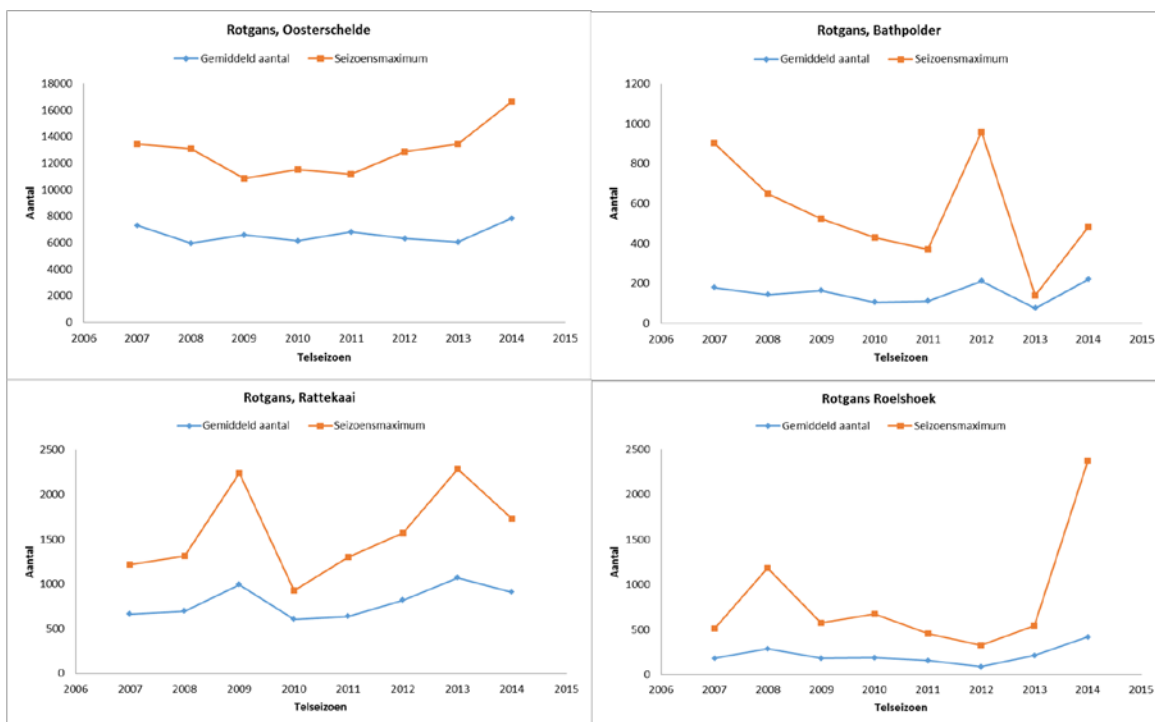 Rotgans, Oosterschelde
Gemiddeld aantal Seizoensmaximum
18000
16000
14000
12000
10000
8000
6000
4000
2000
0
Aantal
2006 2007 2008 2009 2010 2011 2012 2013 2014 2015
Telseizoen
Rotgans, Bathpolder
Gemiddeld aantal Seizoensmaximum
1200
1000
800
600
400
200
0
Aantal
2006 2007 2008 2009 2010 2011 2012 2013 2014 2015
Telseizoen
Rotgans, Rattekaai
Gemiddeld aantal Seizoensmaximum
2500
2000
1500
1000
500
0
Aantal
2006 2007 2008 2009 2010 2011 2012 2013 2014 2015
Telseizoen
Rotgans Roelshoek
Gemiddeld aantal Seizoensmaximum
2500
2000
1500
1000
500
0
Aantal
2006 2007 2008 2009 2010 2011 2012 2013 2014 2015
Telseizoen